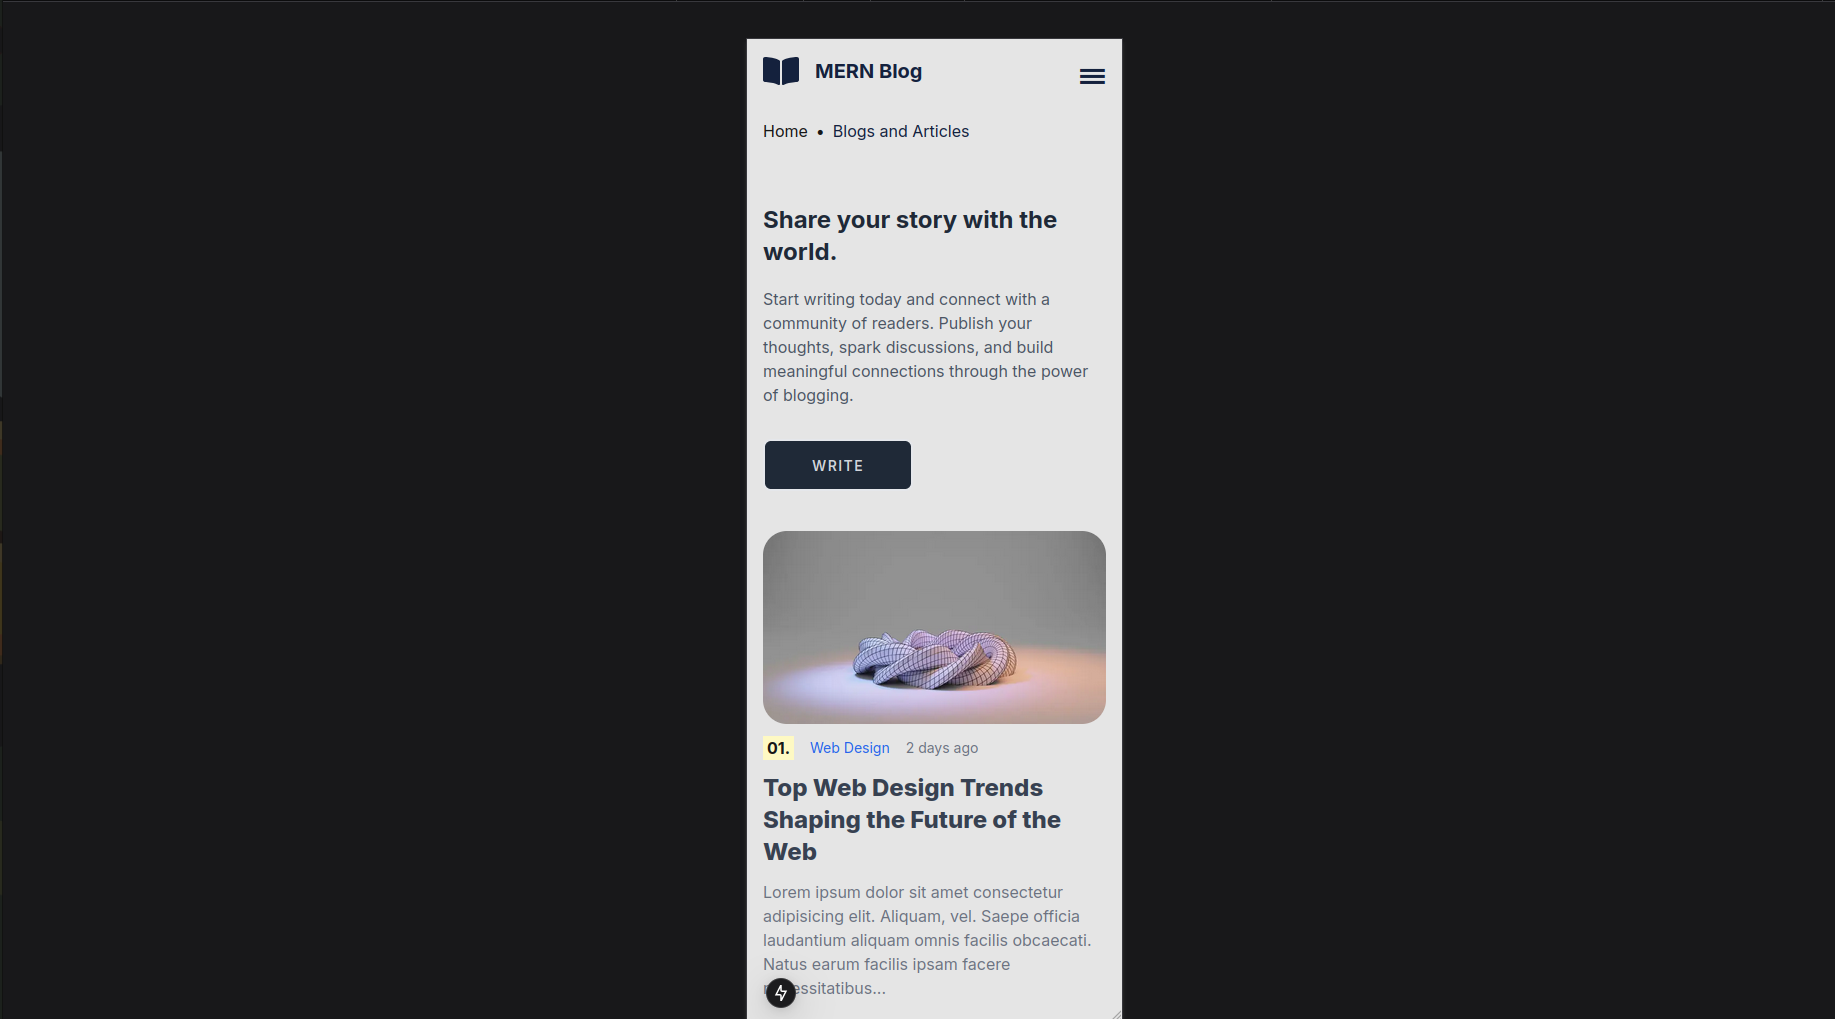 MERN Blog
Home • Blogs and Articles
Share your story with the
world.
Start writing today and connect with a
community of readers. Publish your
thoughts, spark discussions, and build
meaningful connections through the power
of blogging.
WRITE
01. Web Design 2 days ago
Top Web Design Trends
Shaping the Future of the
Web
Lorem ipsum dolor sit amet consectetur
adipisicing elit. Aliquam, vel. Saepe officia
laudantium aliquam omnis facilis obcaecati.
Natus earum facilis ipsam facere